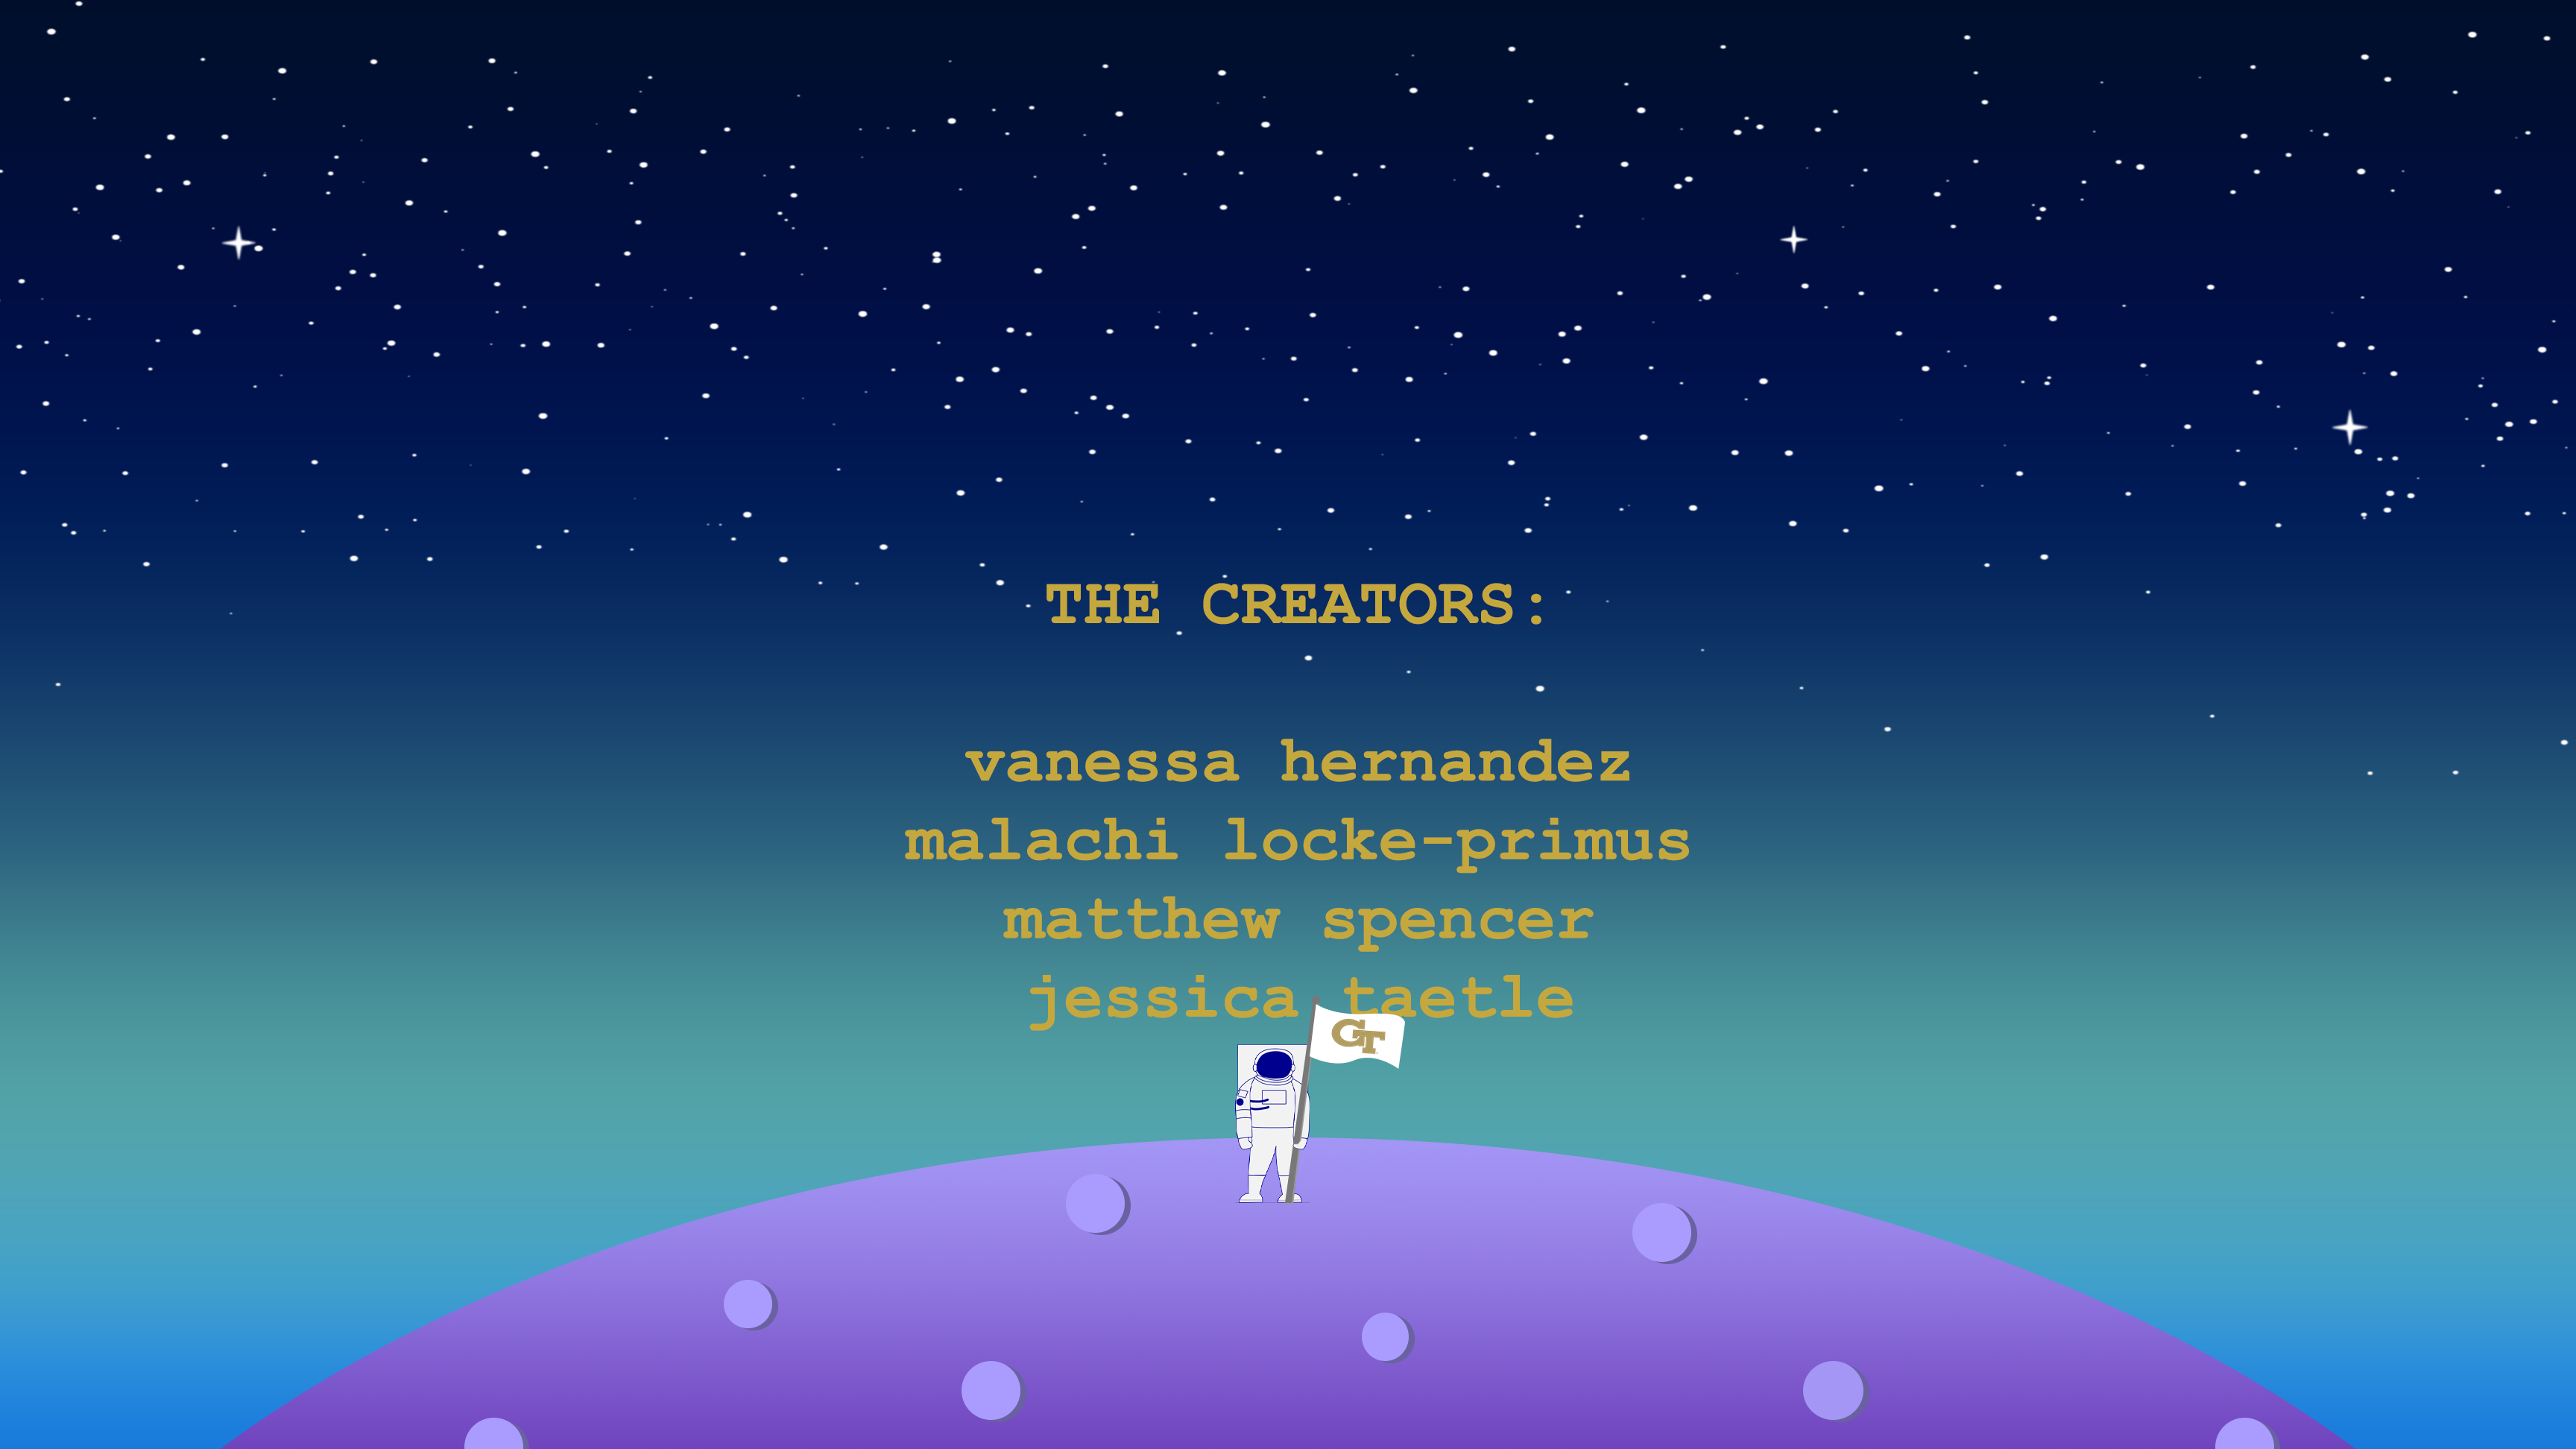 THE CREATORS:
vanessa hernandez
malachi locke-primus
matthew spencer
jessica taetle
GT